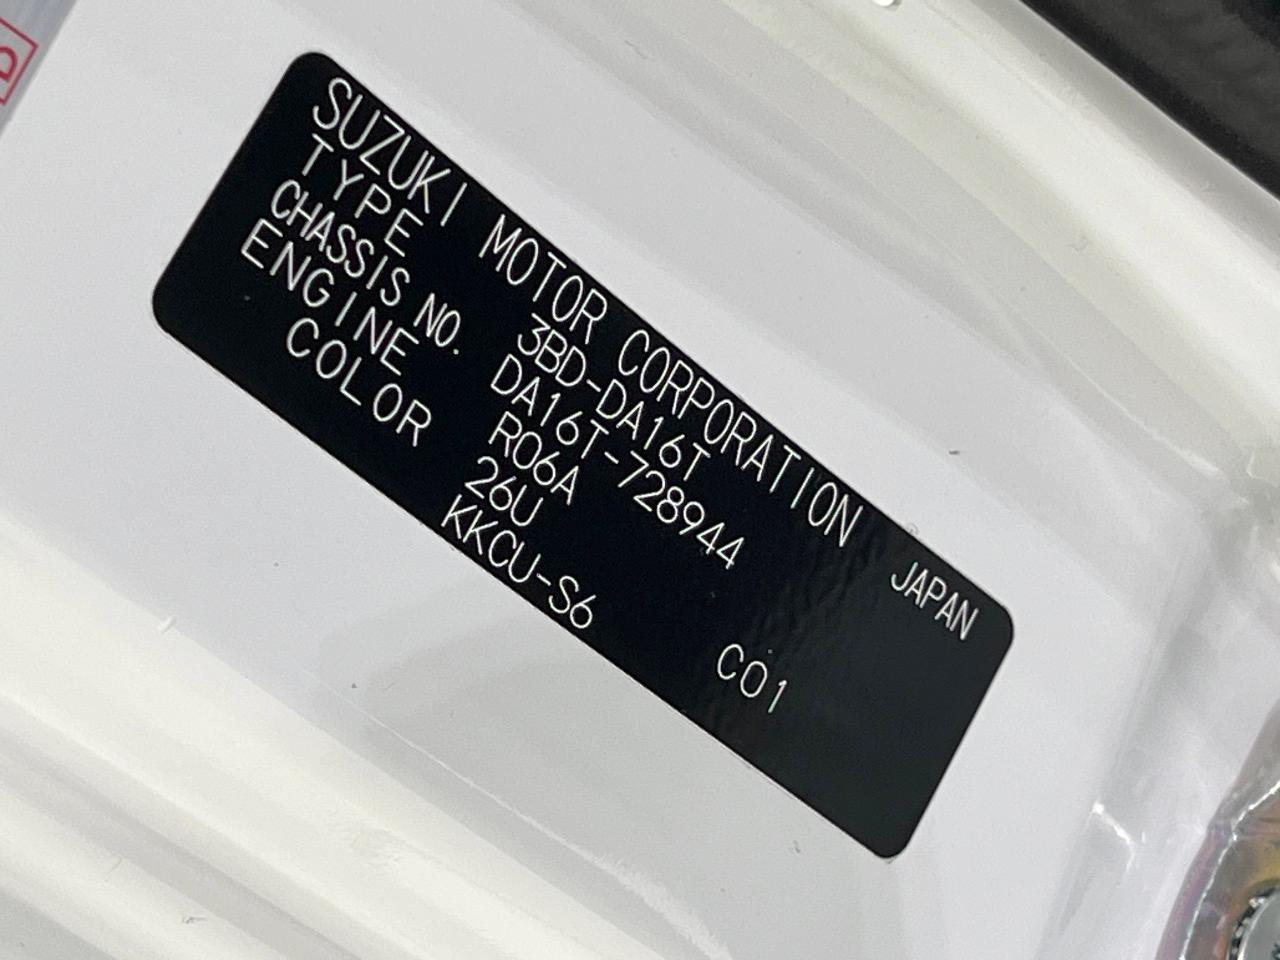 SUZUKI MOTOR CORPORATION JAPAN
TYPE 3BD-DA16T
CHASSIS NO. DA16T-728944
ENGINE R06A
COLOR 26U
KKCU-S6 C01